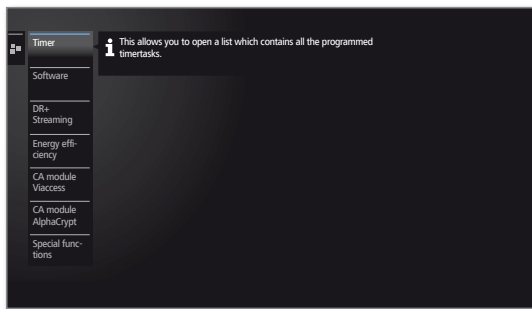 Timer
This allows you to open a list which contains all the programmed
timertasks.
Software
DR+
Streaming
Energy effi-
ciency
CA module
Viaccess
CA module
AlphaCrypt
Special func-
tions